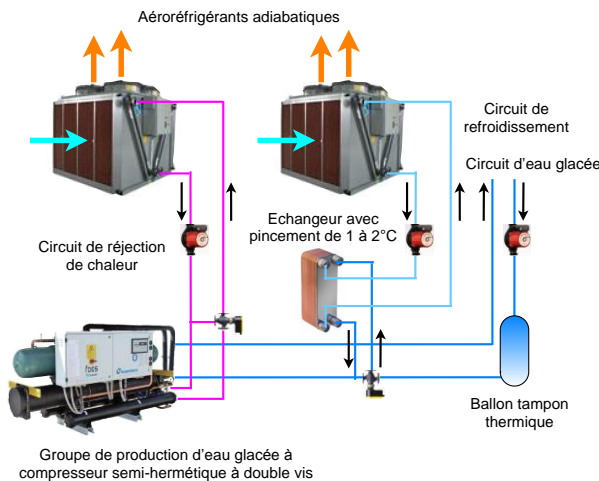 Aéroréfrigérants adiabatiques
Circuit de
refroidissement
Circuit d'eau glacée
Echangeur avec
pincement de 1 à 2°C
Circuit de réjection
de chaleur
Ballon tampon
thermique
Groupe de production d'eau glacée à
compresseur semi-hermétique à double vis